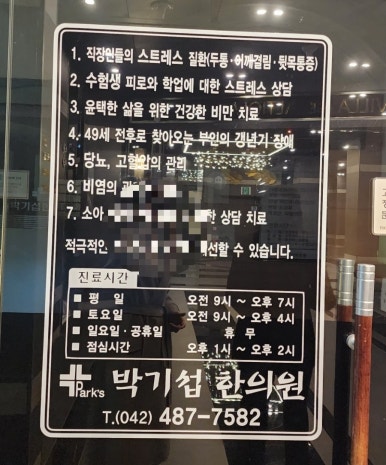 1. 직장인들의 스트레스 질환(두통·어깨결림·뒷목통증)
2. 수험생 피로와 학업에 대한 스트레스 상담
3. 윤택한 삶을 위한 건강한 비만 치료
4. 49세 전후로 찾아오는 부인의 갱년기 장애
5. 당뇨, 고혈압의 관리
6. 비염의
7. 소아 상담 치료
적극적인 선할 수 있습니다.
진료시간
■ 평 일 오전 9시 ~ 오후 7시
■ 토요일 오전 9시 ~ 오후 4시
■ 일요일·공휴일 휴 무
■ 점심시간 오후 1시 ~ 오후 2시
Park's 박기섭 한의원
T.(042) 487-7582